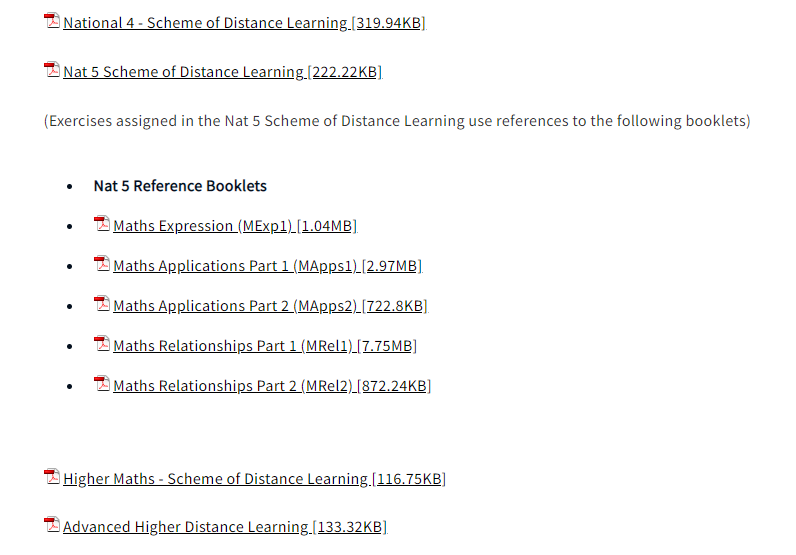 National 4 - Scheme of Distance Learning [319.94KB]
Nat 5 Scheme of Distance Learning [222.22KB]
(Exercises assigned in the Nat 5 Scheme of Distance Learning use references to the following booklets)
• Nat 5 Reference Booklets
• Maths Expression (MExp1) [1.04MB]
• Maths Applications Part 1 (MApps1) [2.97MB]
• Maths Applications Part 2 (MApps2) [722.8KB]
• Maths Relationships Part 1 (MRel1) [7.75MB]
• Maths Relationships Part 2 (MRel2) [872.24KB]
Higher Maths - Scheme of Distance Learning [116.75KB]
Advanced Higher Distance Learning [133.32KB]